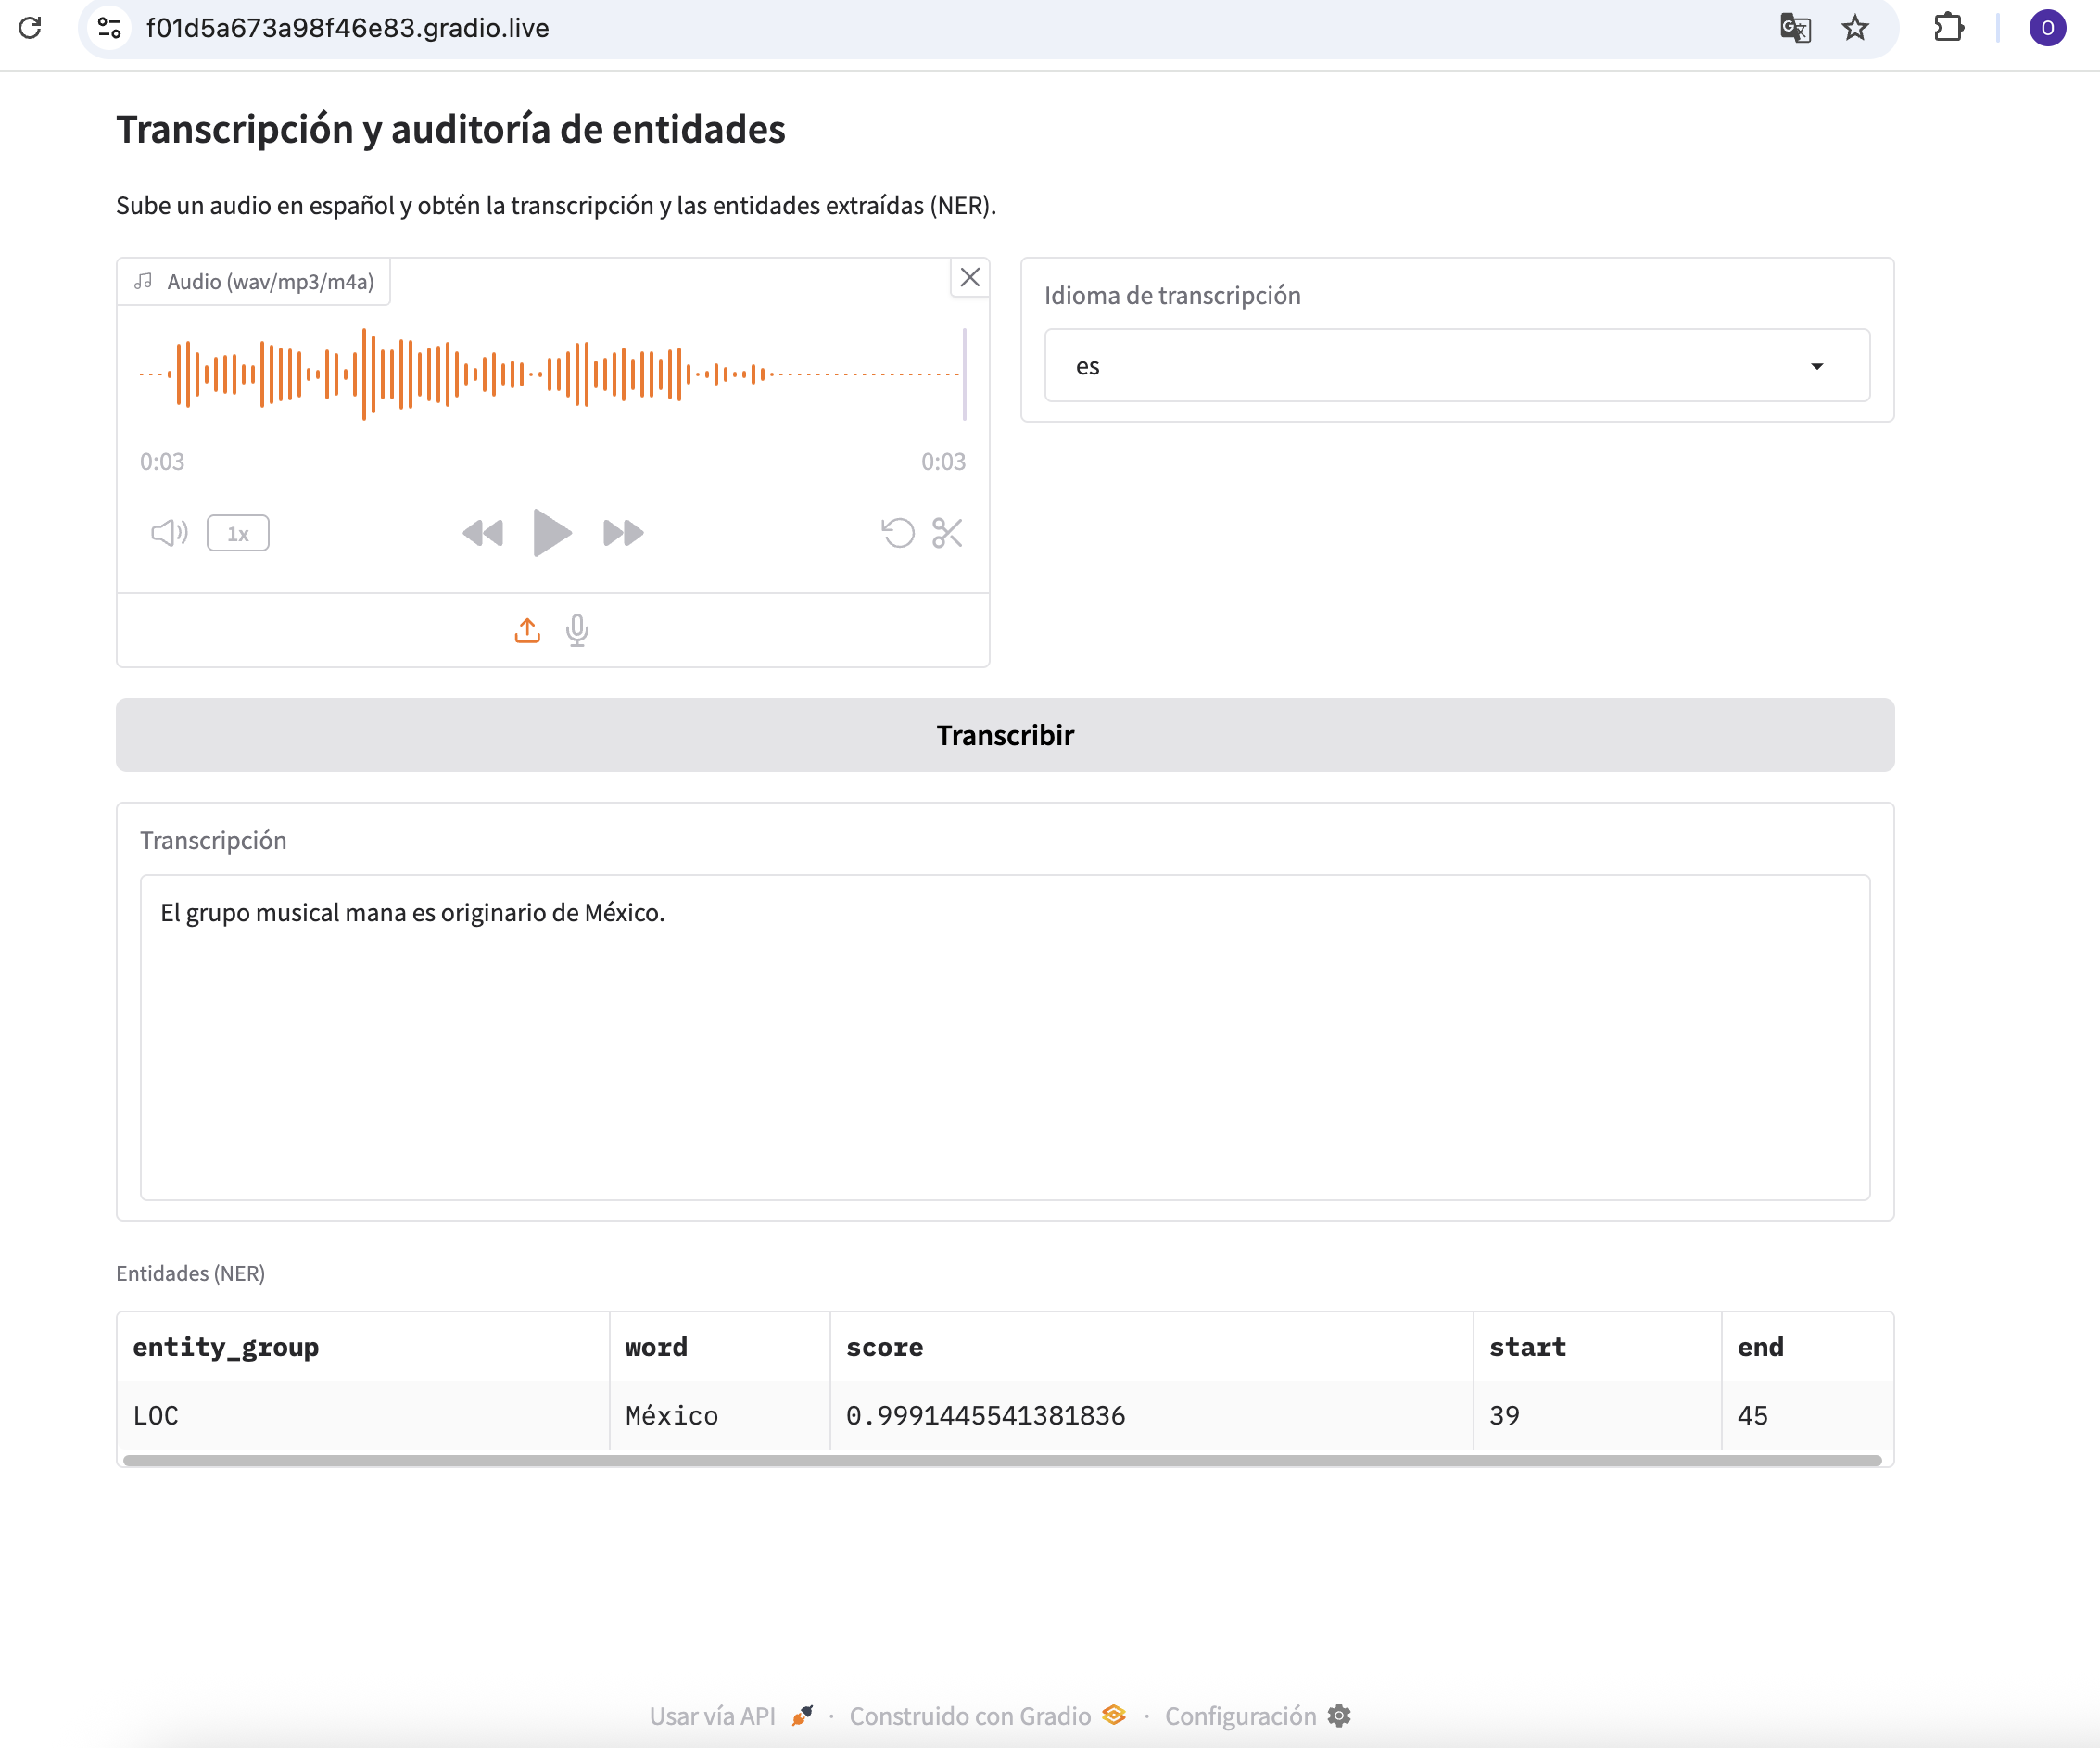 f01d5a673a98f46e83.gradio.live
O
Transcripción y auditoría de entidades
Sube un audio en español y obtén la transcripción y las entidades extraídas (NER).
Audio (wav/mp3/m4a)
Idioma de transcripción
es
0:03 0:03
1x
Transcribir
Transcripción
El grupo musical mana es originario de México.
Entidades (NER)
entity_group word score start end
LOC México 0.9991445541381836 39 45
Usar vía API · Construido con Gradio · Configuración